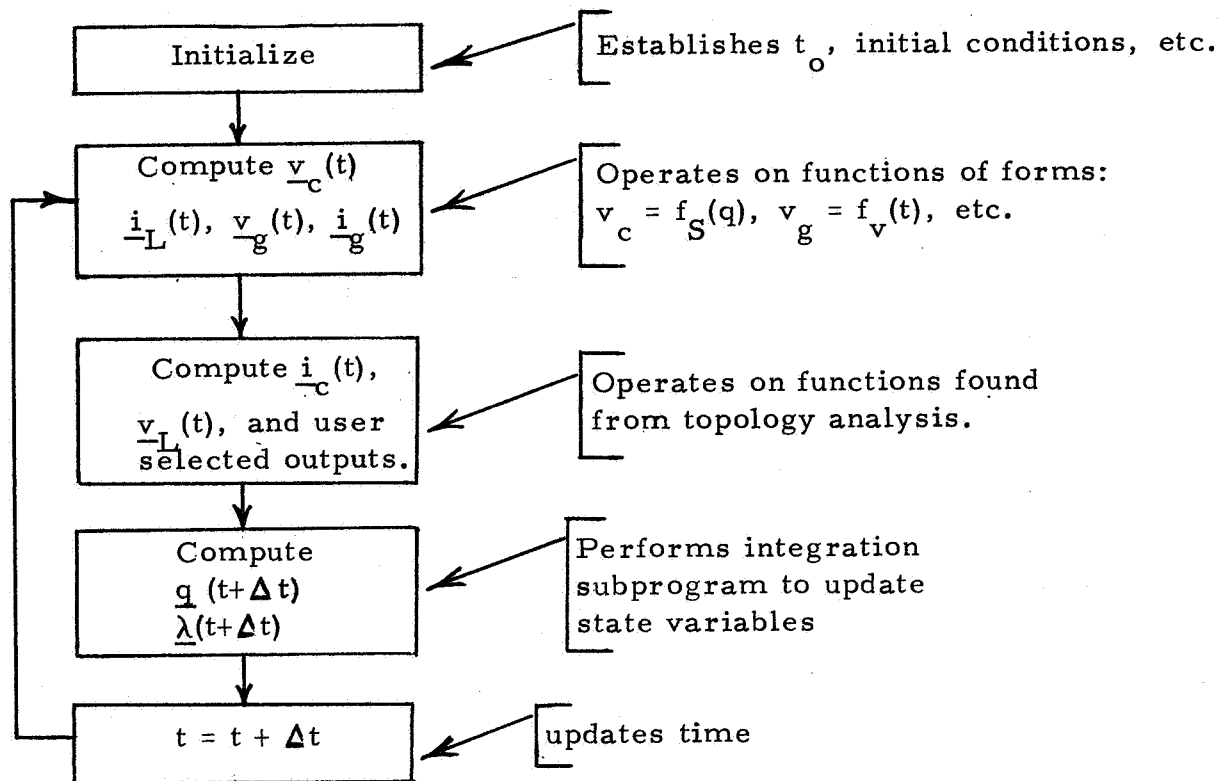 Initialize
Establishes t_o, initial conditions, etc.
Compute v_c(t)
i_L(t), v_g(t), i_g(t)
Operates on functions of forms:
v_c = f_S(q), v_g = f_v(t), etc.
Compute i_c(t),
v_L(t), and user
selected outputs.
Operates on functions found
from topology analysis.
Compute
q (t+Δt)
λ(t+Δt)
Performs integration
subprogram to update
state variables
t = t + Δt
updates time